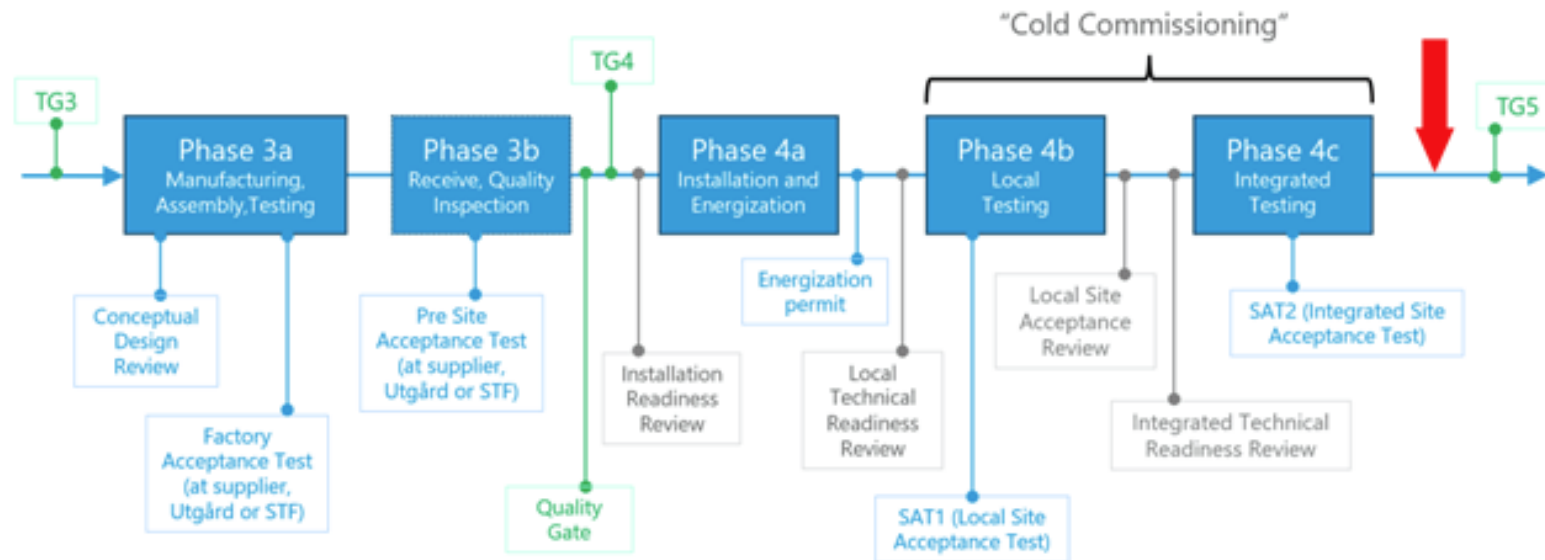 “Cold Commissioning”
TG3
TG4
TG5
Phase 3a
Manufacturing,
Assembly,Testing
Phase 3b
Receive, Quality
Inspection
Phase 4a
Installation and
Energization
Phase 4b
Local
Testing
Phase 4c
Integrated
Testing
Conceptual
Design
Review
Factory
Acceptance Test
(at supplier,
Utgård or STF)
Pre Site
Acceptance Test
(at supplier,
Utgård or STF)
Quality
Gate
Installation
Readiness
Review
Energization
permit
Local
Technical
Readiness
Review
SAT1 (Local Site
Acceptance Test)
Local Site
Acceptance
Review
Integrated Technical
Readiness Review
SAT2 (Integrated Site
Acceptance Test)